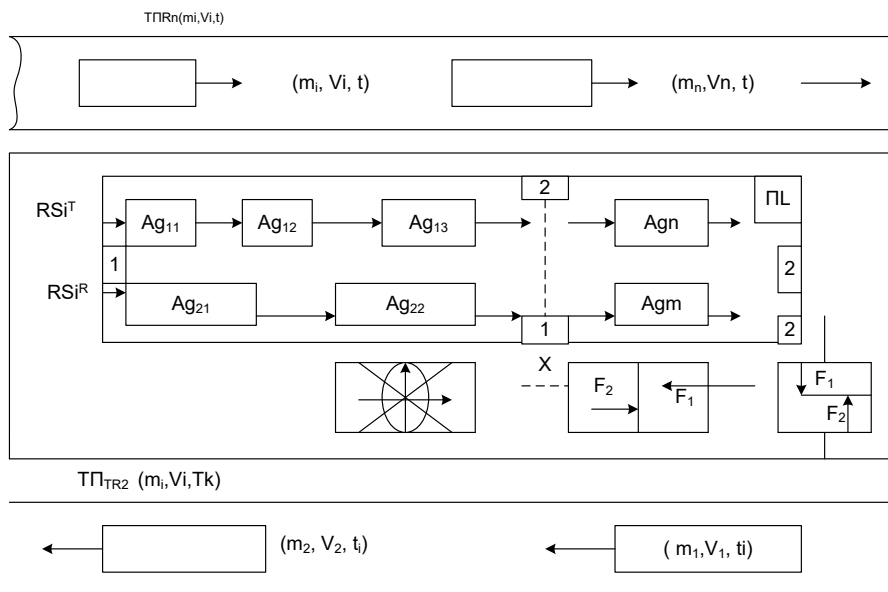 ТПRn(mi,Vi,t)
(mᵢ, Vi, t)
(mₙ,Vn, t)
2
ПL
RSiᵀ
Ag₁₁
Ag₁₂
Ag₁₃
Agn
1
2
RSiᴿ
Ag₂₁
Ag₂₂
Agm
1
2
X
F₂
F₁
F₁
F₂
ТПTR2 (mᵢ,Vi,Tk)
(m₂, V₂, tᵢ)
( m₁,V₁, ti)